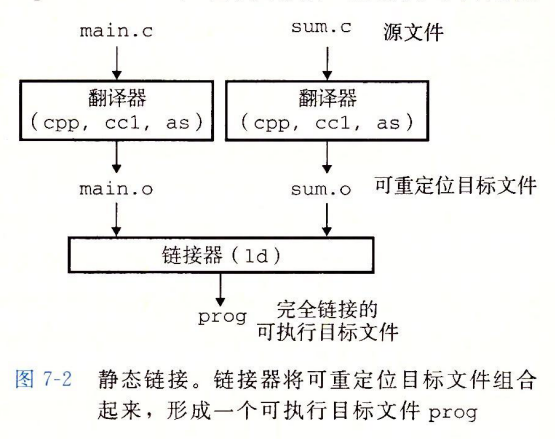 main.c sum.c 源文件
翻译器 翻译器
(cpp, cc1, as) (cpp, cc1, as)
main.o sum.o 可重定位目标文件
链接器(ld)
prog 完全链接的
可执行目标文件
图 7-2 静态链接。链接器将可重定位目标文件组合
起来，形成一个可执行目标文件 prog